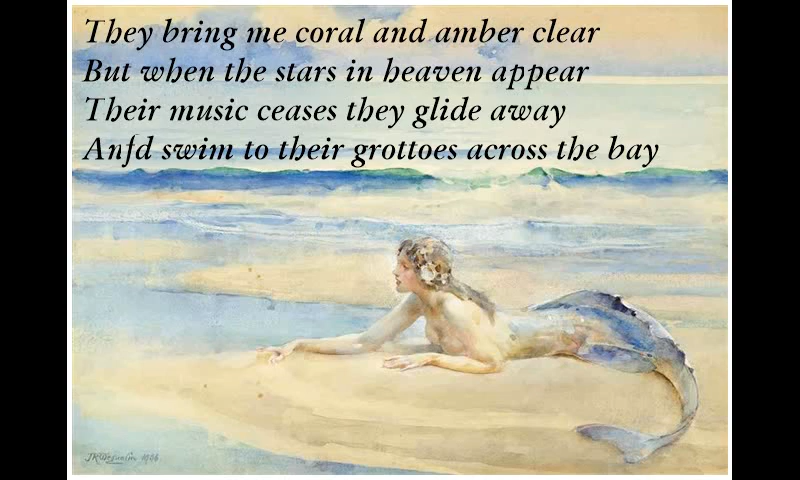 They bring me coral and amber clear
But when the stars in heaven appear
Their music ceases they glide away
Anfd swim to their grottoes across the bay
1906